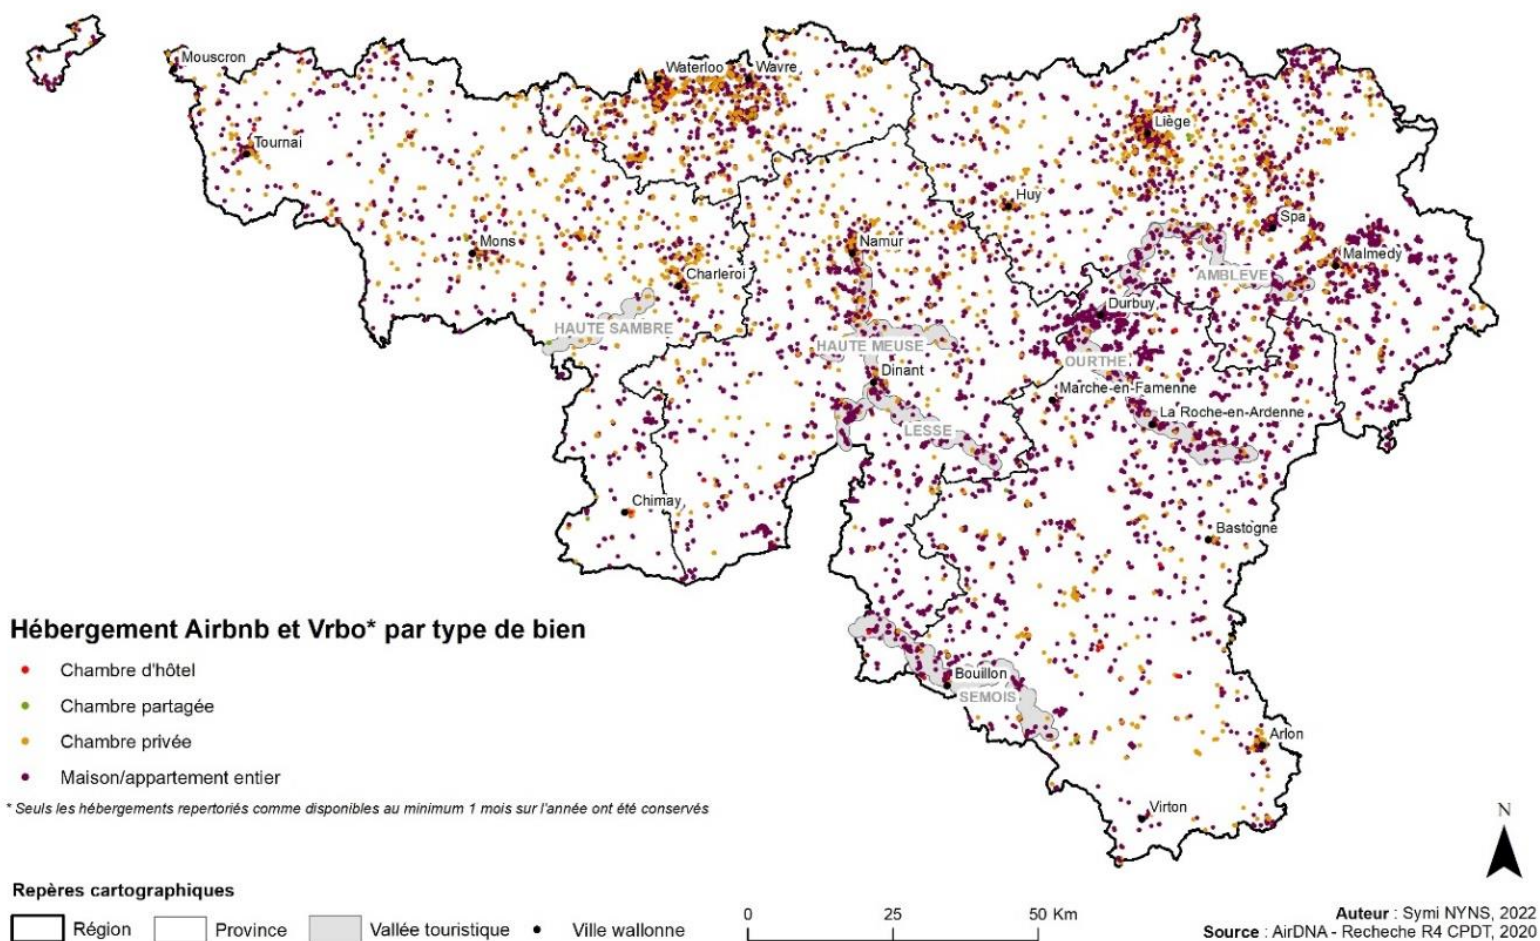 Mouscron
Waterloo
Wavre
Tournai
Liège
Huy
Spa
Mons
Namur
Malmedy
Charleroi
AMBLEVE
Durbuy
HAUTE SAMBRE
HAUTE MEUSE
OURTHE
Dinant
Marche-en-Famenne
La Roche-en-Ardenne
LESSE
Chimay
Bastogne
Hébergement Airbnb et Vrbo* par type de bien
Chambre d'hôtel
Bouillon
SEMOIS
Chambre partagée
Chambre privée
Arlon
Maison/appartement entier
* Seuls les hébergements repertoriés comme disponibles au minimum 1 mois sur l'année ont été conservés
Virton
N
Repères cartographiques
Région
Province
Vallée touristique
Ville wallonne
0 25 50 Km
Auteur : Symi NYNS, 2022
Source : AirDNA - Recheche R4 CPDT, 2020